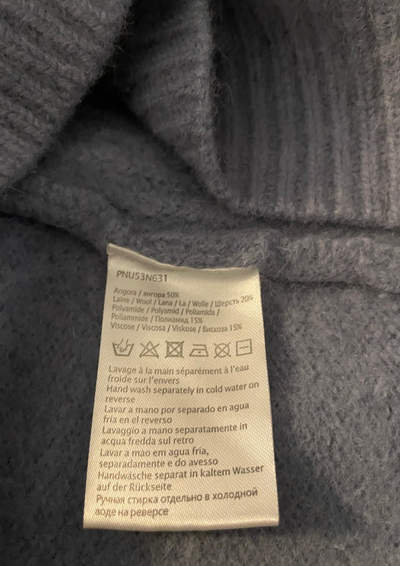 PNU53N631
Angora / ангора 50%
Laine / Wool / Lana / La / Wolle / Шерсть 20%
Polyamide / Polyamid / Poliamida /
Poliammide / Полиамид 15%
Viscose / Viscosa / Viskose / Вискоза 15%
Lavage à la main séparément à l'eau
froide sur l'envers
Hand wash separately in cold water on
reverse
Lavar a mano por separado en agua
fría en el reverso
Lavaggio a mano separatamente in
acqua fredda sul retro
Lavar a mao em agua fria,
separadamente e do avesso
Handwäsche separat in kaltem Wasser
auf der Rückseite
Ручная стирка отдельно в холодной
воде на реверсе